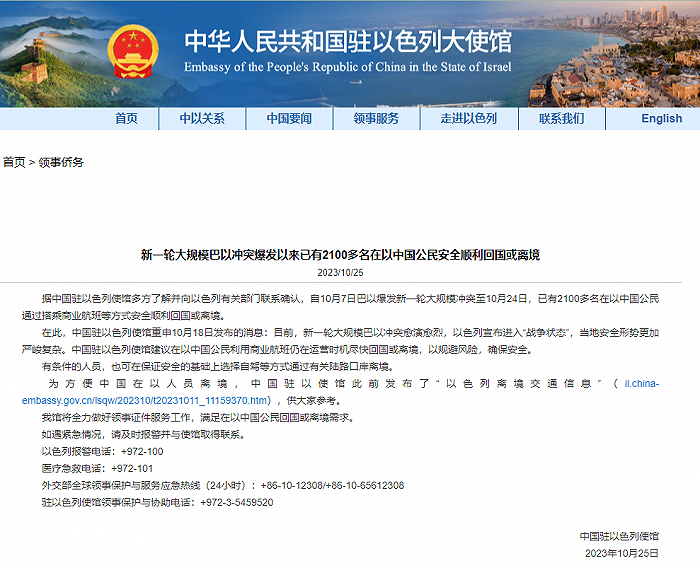 中华人民共和国驻以色列大使馆
Embassy of the People's Republic of China in the State of Israel
首页 中以关系 中国要闻 领事服务 走进以色列 联系我们 English
首页 > 领事侨务
新一轮大规模巴以冲突爆发以来已有2100多名在以中国公民安全顺利回国或离境
2023/10/25
据中国驻以色列使馆多方了解并向以色列有关部门联系确认，自10月7日巴以爆发新一轮大规模冲突至10月24日，已有2100多名在以中国公民
通过搭乘商业航班等方式安全顺利回国或离境。
在此，中国驻以色列使馆重申10月18日发布的消息：目前，新一轮大规模巴以冲突愈演愈烈，以色列宣布进入“战争状态”，当地安全形势更加
严峻复杂。中国驻以色列使馆建议在以中国公民利用商业航班仍在运营时机尽快回国或离境，以规避风险，确保安全。
有条件的人员，也可在保证安全的基础上选择自驾等方式通过有关陆路口岸离境。
为方便中国在以人员离境，中国驻以使馆此前发布了“以色列离境交通信息”（il.china-
embassy.gov.cn/lsqw/202310/t20231011_11159370.htm），供大家参考。
我馆将全力做好领事证件服务工作，满足在以中国公民回国或离境需求。
如遇紧急情况，请及时报警并与使馆取得联系。
以色列报警电话：+972-100
医疗急救电话：+972-101
外交部全球领事保护与服务应急热线（24小时）：+86-10-12308/+86-10-65612308
驻以色列使馆领事保护与协助电话：+972-3-5459520
中国驻以色列使馆
2023年10月25日